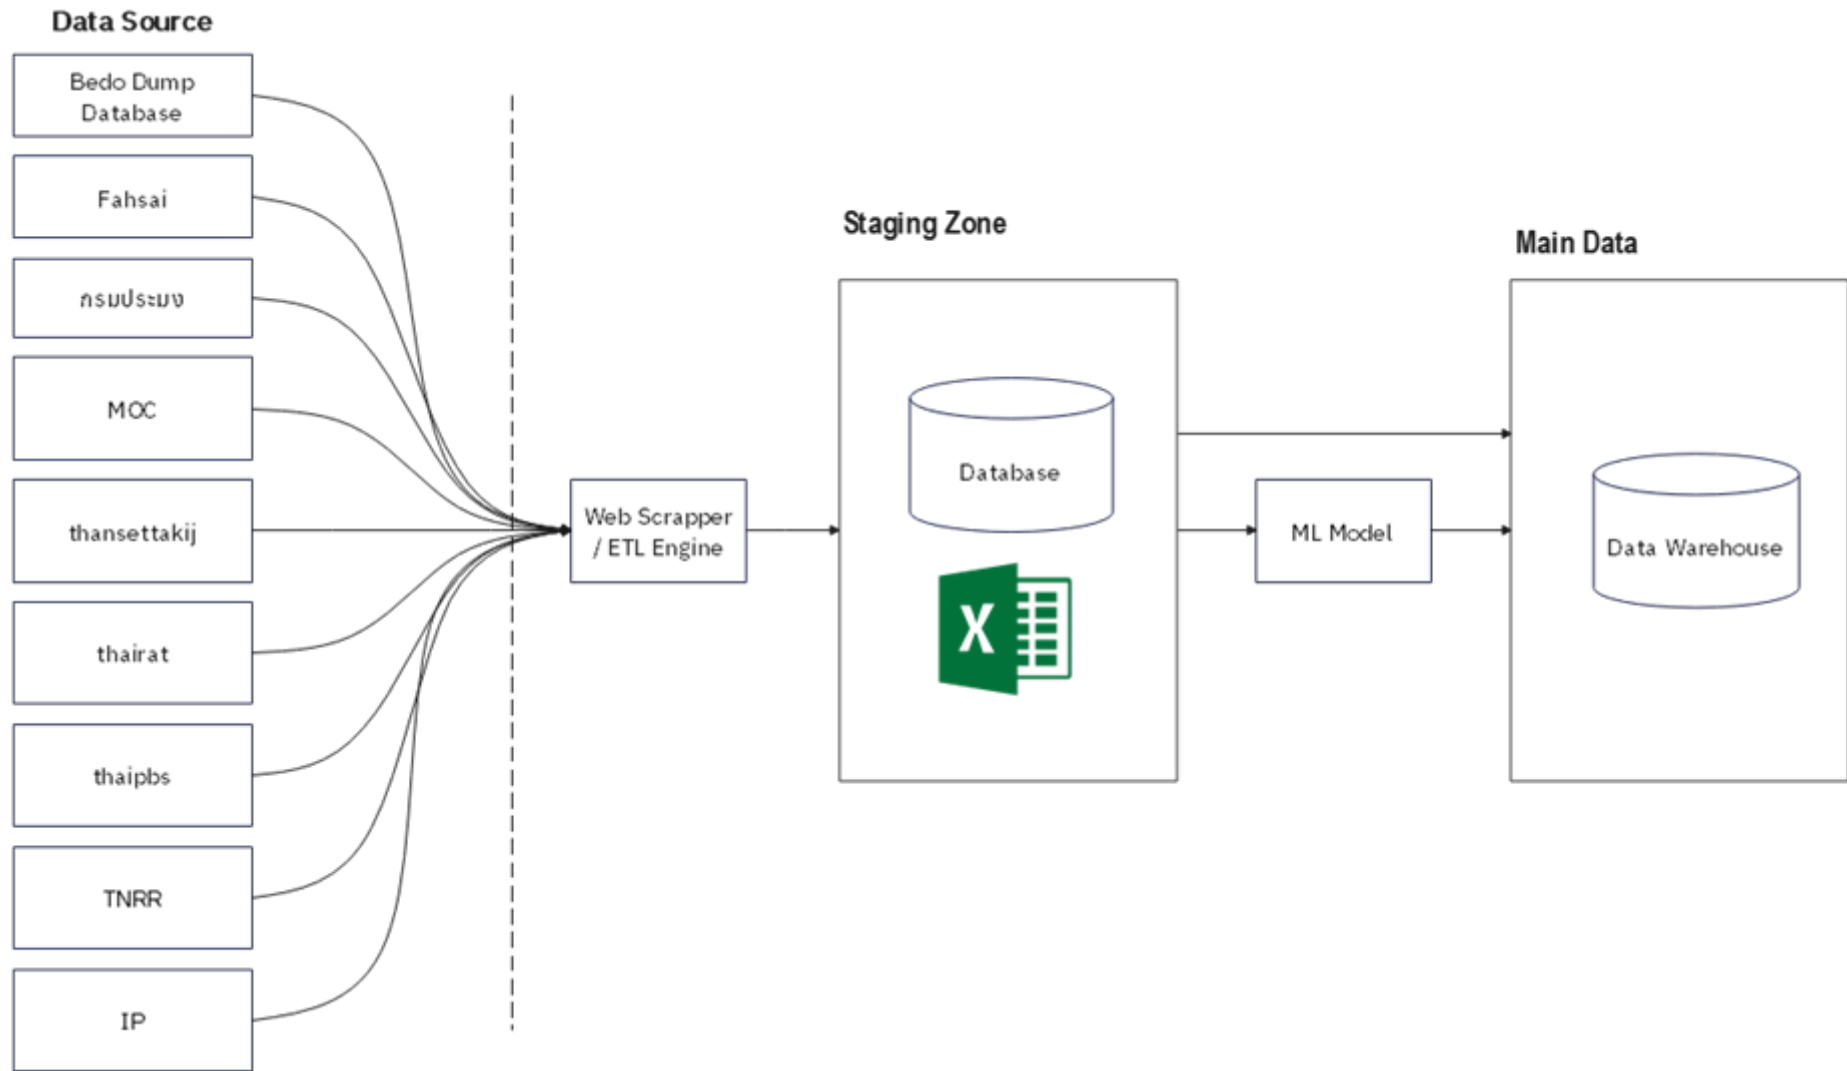 Data Source
Bedo Dump
Database
Fahsai
กรมประมง
MOC
thansettakij
thairat
thaipbs
TNRR
IP
Web Scrapper
/ ETL Engine
Staging Zone
Database
X
ML Model
Main Data
Data Warehouse